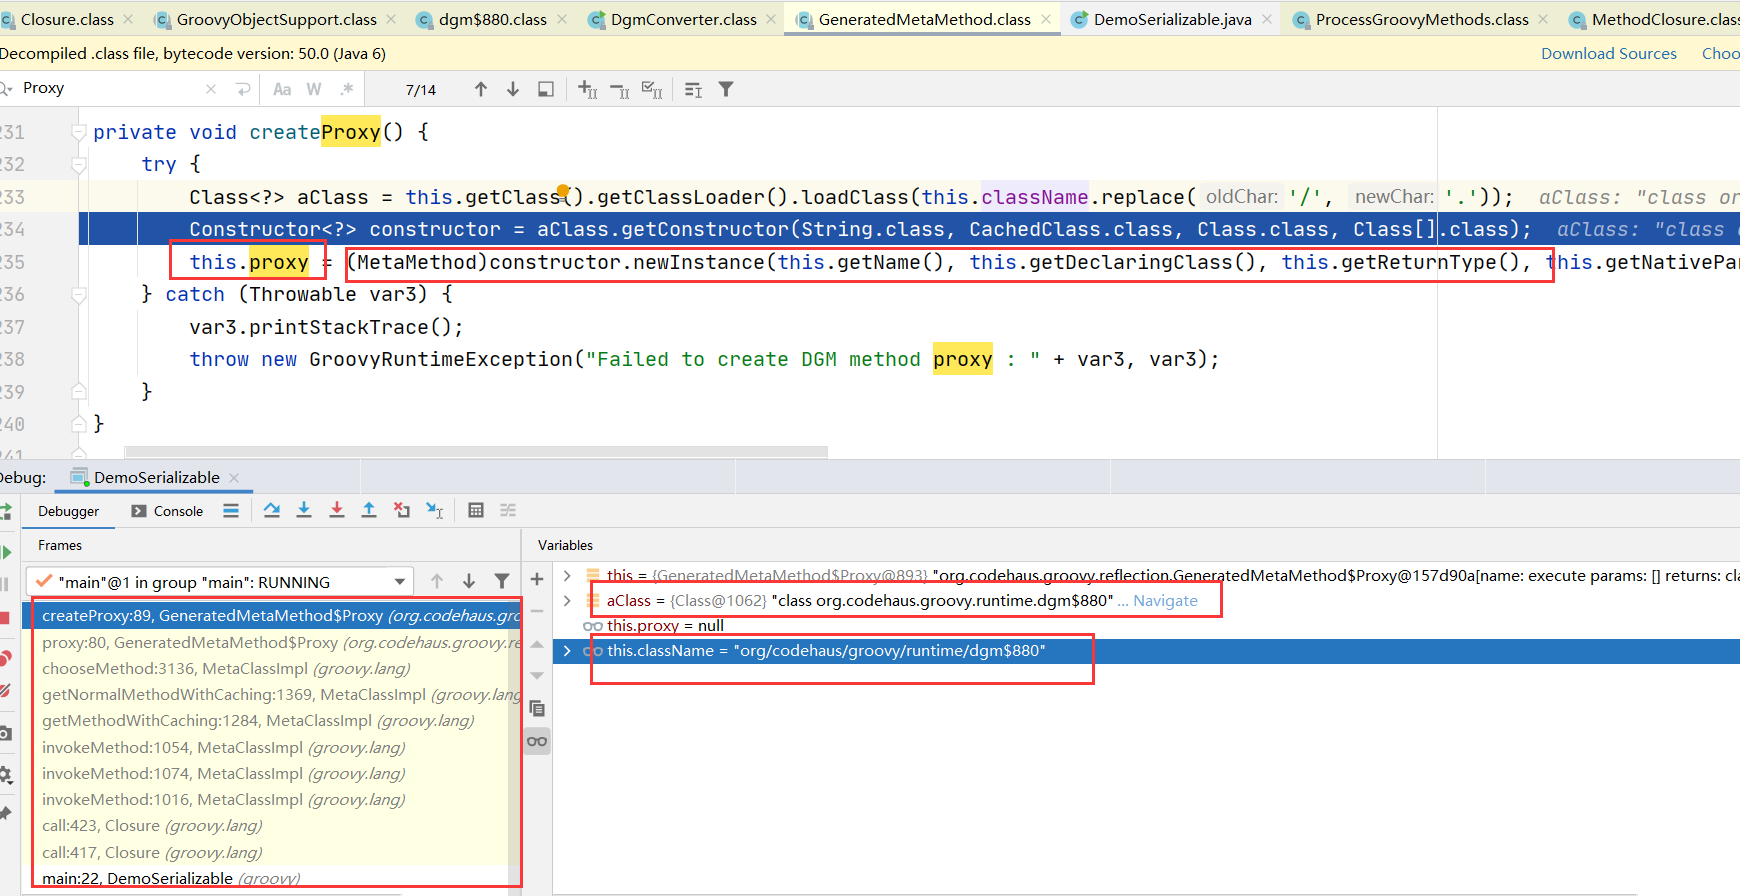 Closure.class GroovyObjectSupport.class dgm$880.class DgmConverter.class GeneratedMetaMethod.class DemoSerializable.java ProcessGroovyMethods.class MethodClosure.clas
Decompiled .class file, bytecode version: 50.0 (Java 6) Download Sources Choo
Proxy Aa W .* 7/14
231 private void createProxy() {
232 try {
233 Class<?> aClass = this.getClass().getClassLoader().loadClass(this.className.replace( oldChar: '/', newChar: '.')); aClass: "class or
234 Constructor<?> constructor = aClass.getConstructor(String.class, CachedClass.class, Class.class, Class[].class); aClass: "class
235 this.proxy = (MetaMethod)constructor.newInstance(this.getName(), this.getDeclaringClass(), this.getReturnType(), this.getNativePar
236 } catch (Throwable var3) {
237 var3.printStackTrace();
238 throw new GroovyRuntimeException("Failed to create DGM method proxy : " + var3, var3);
239 }
240 }
241
Debug: DemoSerializable
Debugger Console
Frames Variables
"main"@1 in group "main": RUNNING
createProxy:89, GeneratedMetaMethod$Proxy (org.codehaus.gro
proxy:80, GeneratedMetaMethod$Proxy (org.codehaus.groovy.re
chooseMethod:3136, MetaClassImpl (groovy.lang)
getNormalMethodWithCaching:1369, MetaClassImpl (groovy.lang
getMethodWithCaching:1284, MetaClassImpl (groovy.lang)
invokeMethod:1054, MetaClassImpl (groovy.lang)
invokeMethod:1074, MetaClassImpl (groovy.lang)
invokeMethod:1016, MetaClassImpl (groovy.lang)
call:423, Closure (groovy.lang)
call:417, Closure (groovy.lang)
main:22, DemoSerializable (groovy)
this = {GeneratedMetaMethod$Proxy@893} "org.codehaus.groovy.reflection.GeneratedMetaMethod$Proxy@157d90a[name: execute params: [] returns: cla
aClass = {Class@1062} "class org.codehaus.groovy.runtime.dgm$880" ... Navigate
this.proxy = null
this.className = "org/codehaus/groovy/runtime/dgm$880"